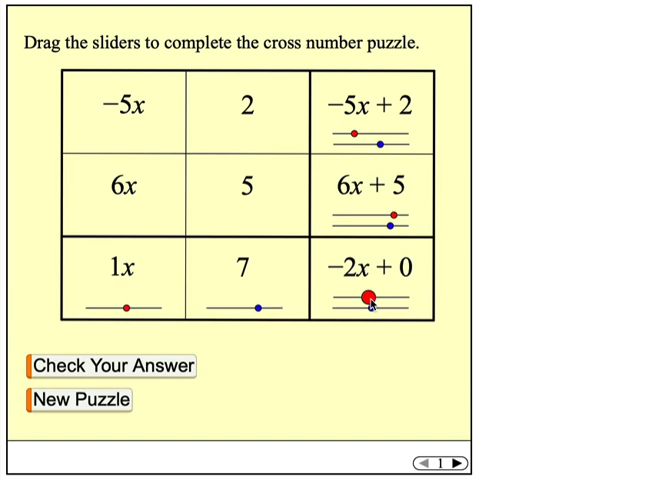 Drag the sliders to complete the cross number puzzle.
−5x 2 −5x + 2
6x 5 6x + 5
1x 7 −2x + 0
Check Your Answer
New Puzzle
1